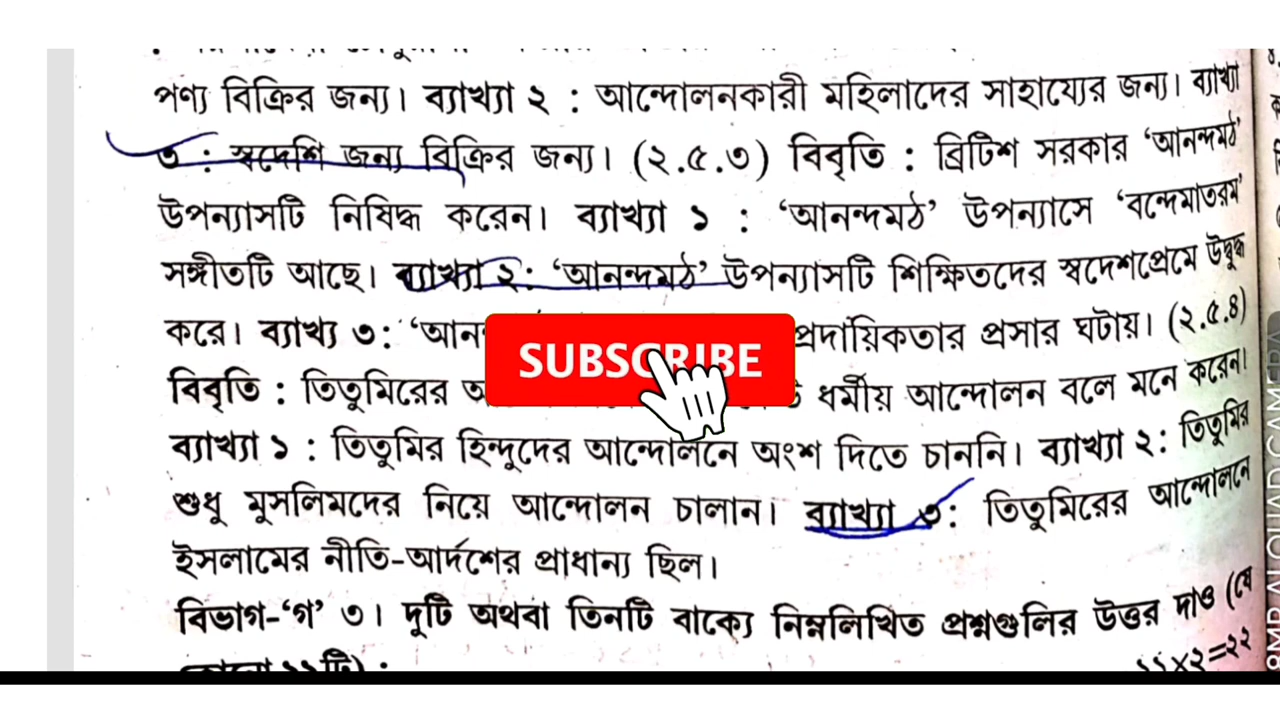 পণ্য বিক্রির জন্য। ব্যাখ্যা ২ : আন্দোলনকারী মহিলাদের সাহায্যের জন্য। ব্যাখ্যা
৩ : স্বদেশি জন্য বিক্রির জন্য। (২.৫.৩) বিবৃতি : ব্রিটিশ সরকার ‘আনন্দমঠ’
উপন্যাসটি নিষিদ্ধ করেন। ব্যাখ্যা ১ : ‘আনন্দমঠ’ উপন্যাসে ‘বন্দেমাতরম’
সঙ্গীতটি আছে। ব্যাখ্যা ২: ‘আনন্দমঠ’ উপন্যাসটি শিক্ষিতদের স্বদেশপ্রেমে উদ্বুদ্ধ
করে। ব্যাখ্য ৩: ‘আন প্রদায়িকতার প্রসার ঘটায়। (২.৫.৪)
SUBSCRIBE
বিবৃতি : তিতুমিরের ধর্মীয় আন্দোলন বলে মনে করেন।
ব্যাখ্যা ১ : তিতুমির হিন্দুদের আন্দোলনে অংশ দিতে চাননি। ব্যাখ্যা ২: তিতুমির
শুধু মুসলিমদের নিয়ে আন্দোলন চালান। ব্যাখ্যা ৩: তিতুমিরের আন্দোলনে
ইসলামের নীতি-আর্দশের প্রাধান্য ছিল।
বিভাগ-‘গ’ ৩। দুটি অথবা তিনটি বাক্যে নিম্নলিখিত প্রশ্নগুলির উত্তর দাও (যে
কোনো ১১টি) : ১১×২=২২